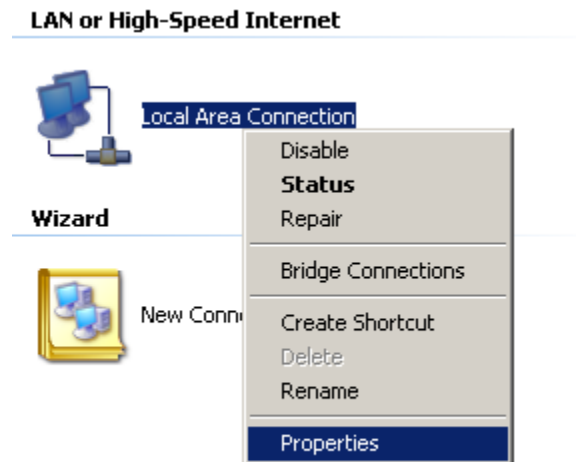 LAN or High-Speed Internet
Local Area Connection
Disable
Status
Repair
Wizard
Bridge Connections
New Conn
Create Shortcut
Delete
Rename
Properties